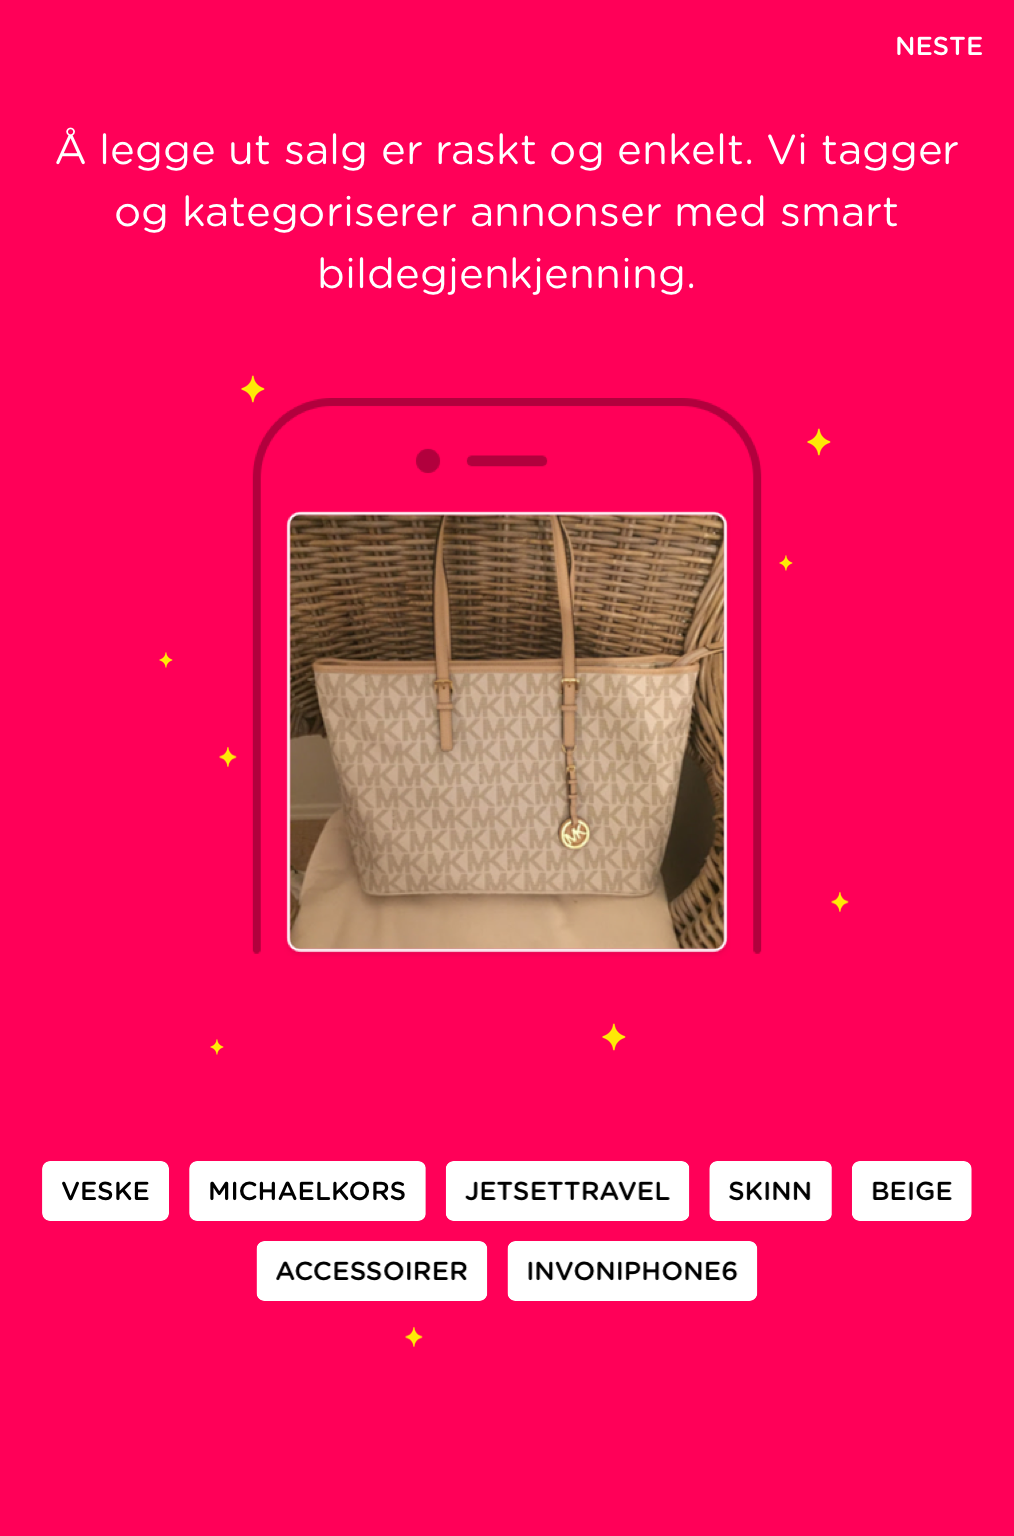 NESTE
Å legge ut salg er raskt og enkelt. Vi tagger
og kategoriserer annonser med smart
bildegjenkjenning.
MK
VESKE MICHAELKORS JETSETTRAVEL SKINN BEIGE
ACCESSOIRER INVONIPHONE6